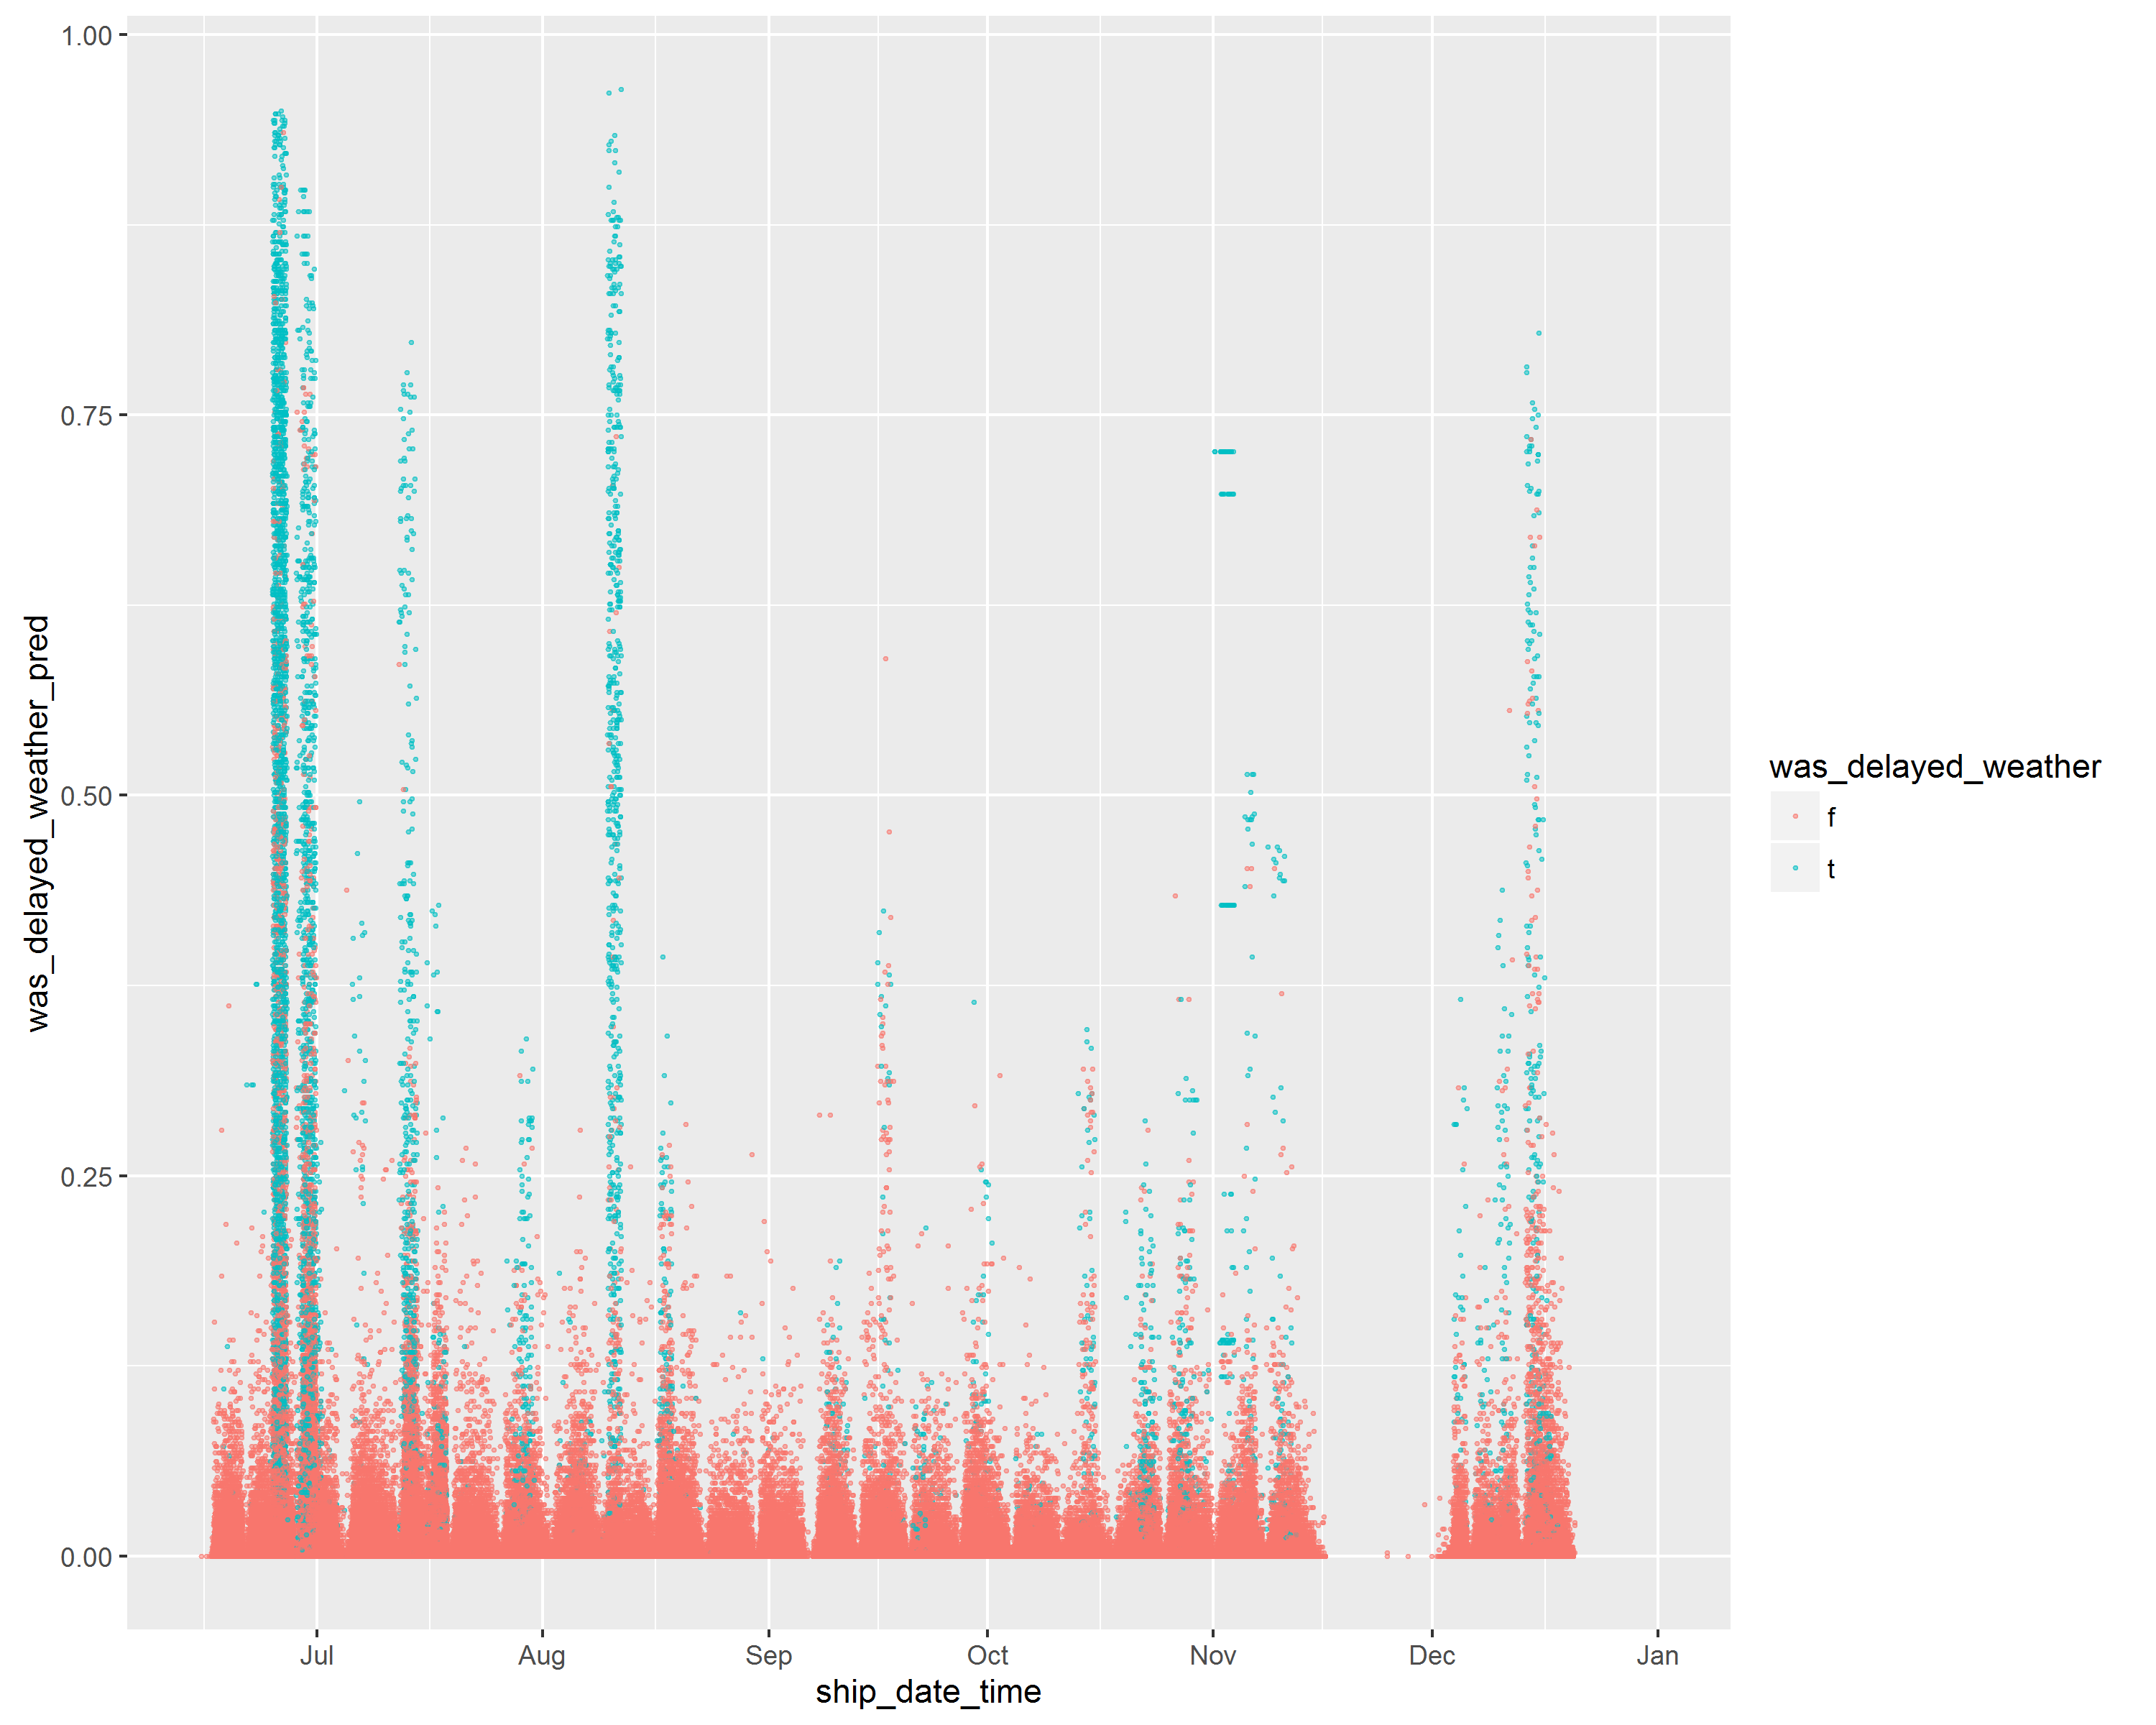 1.00
0.75
0.50
0.25
0.00
was_delayed_weather_pred
Jul Aug Sep Oct Nov Dec Jan
ship_date_time
was_delayed_weather
f
t